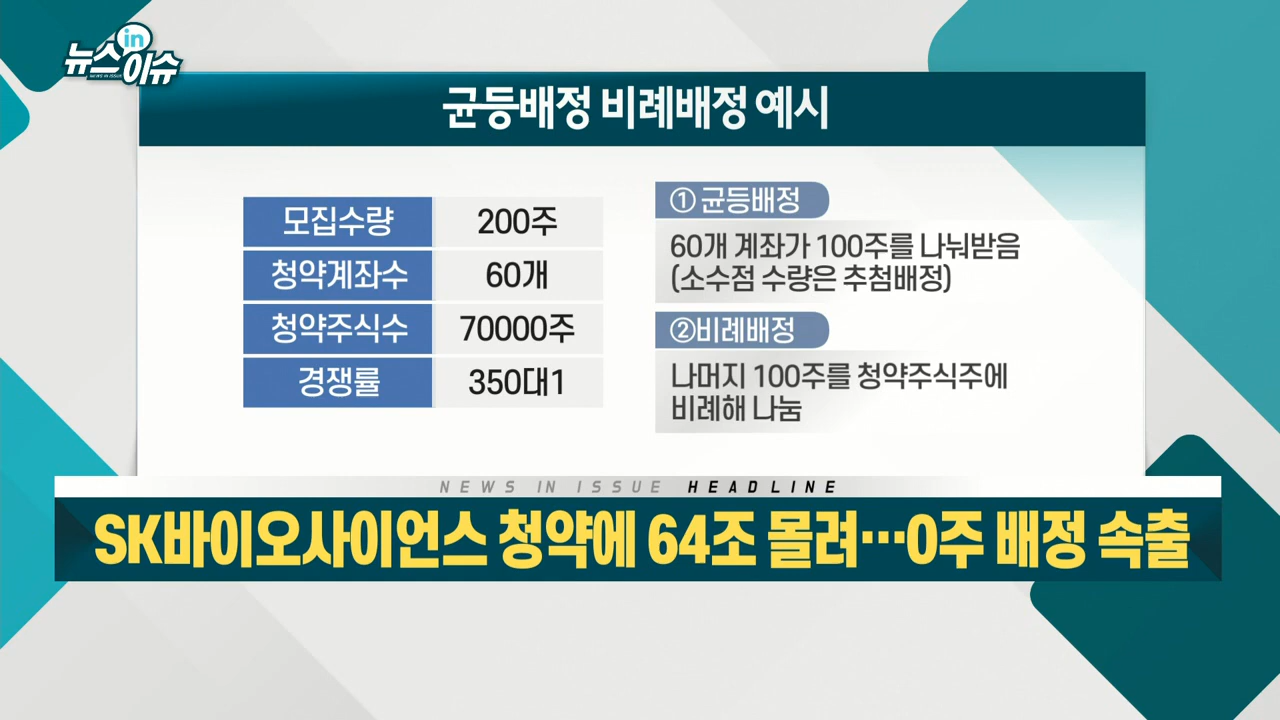 뉴스in이슈
NEWS IN ISSUE
균등배정 비례배정 예시
모집수량 200주
청약계좌수 60개
청약주식수 70000주
경쟁률 350대1
① 균등배정
60개 계좌가 100주를 나눠받음
(소수점 수량은 추첨배정)
②비례배정
나머지 100주를 청약주식주에
비례해 나눔
NEWS IN ISSUE HEADLINE
SK바이오사이언스 청약에 64조 몰려…0주 배정 속출